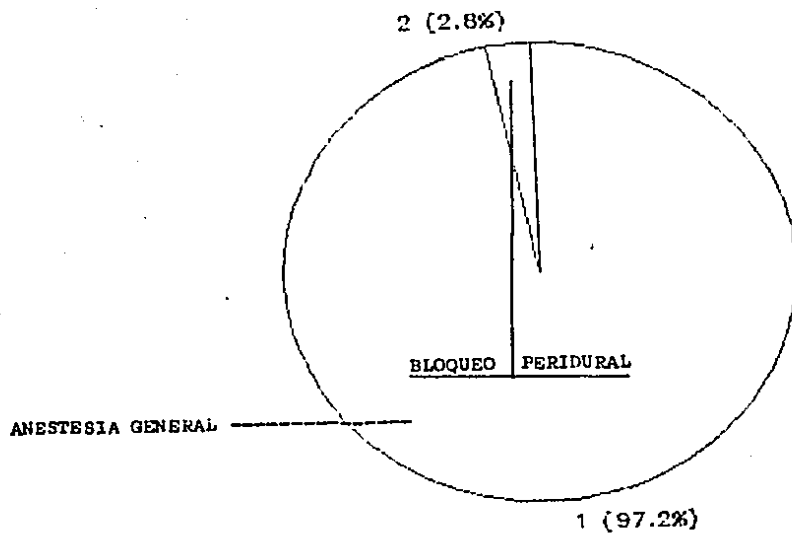 2 (2.8%)
BLOQUEO PERIDURAL
ANESTESIA GENERAL
1 (97.2%)